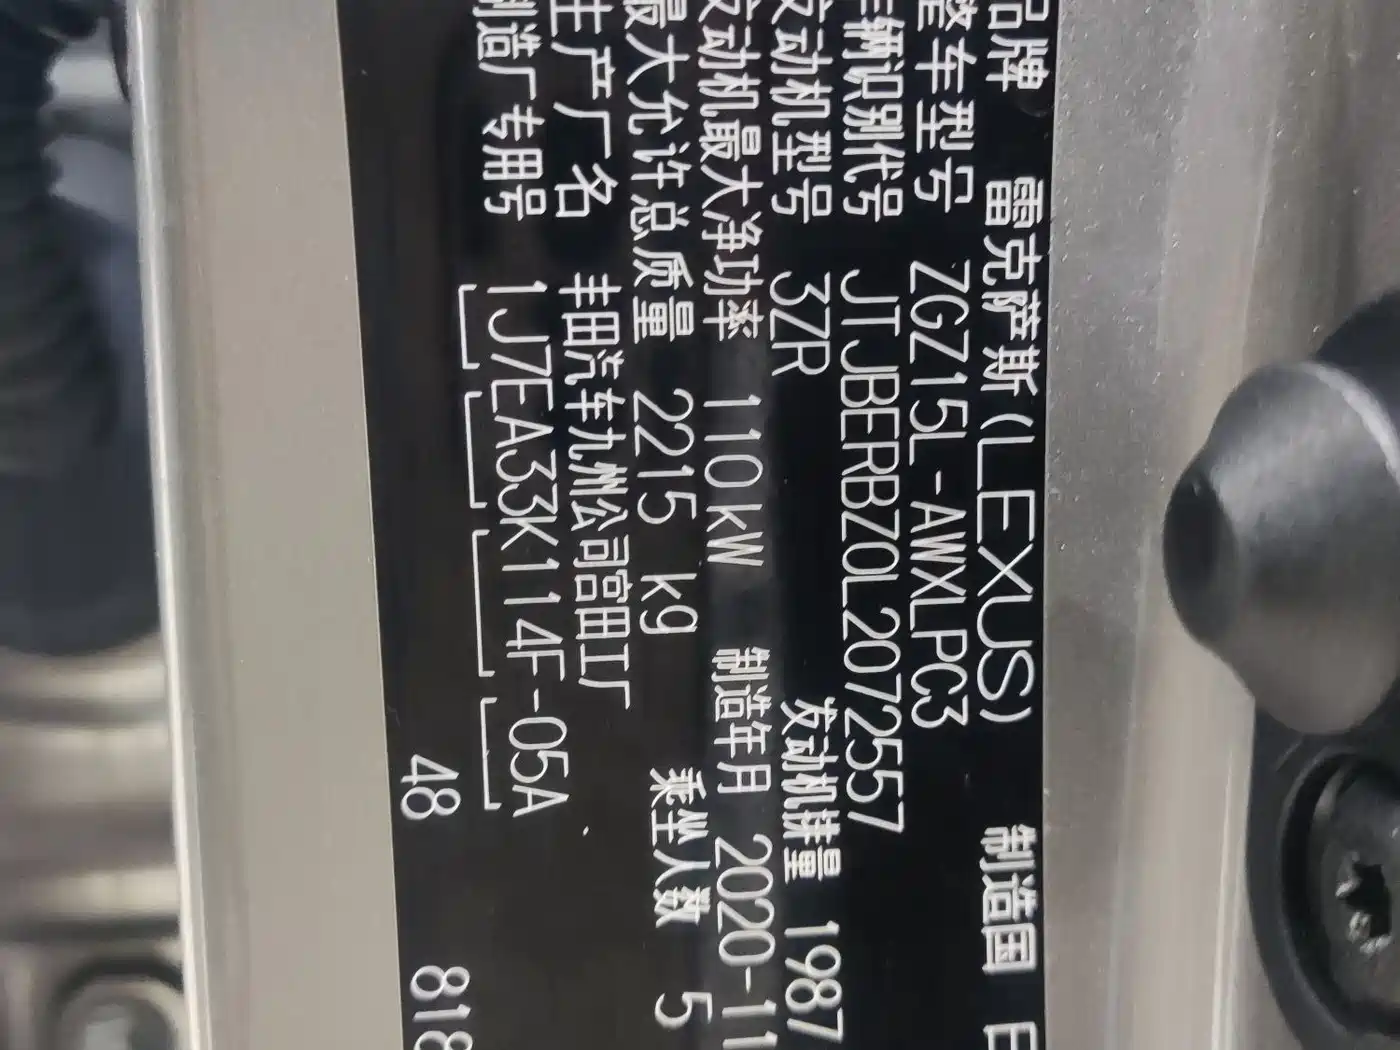 品牌 雷克萨斯(LEXUS) 制造国
整车型号 ZGZ15L-AWXLPC3
车辆识别代号 JTJBERBZ0L2072557
发动机型号 3ZR 发动机排量 1987
发动机最大净功率 110kW 制造年月 2020-11
最大允许总质量 2215 kg 乘坐人数 5
生产厂名 丰田汽车九州公司宫田工厂
制造厂专用号 1J7EA33K114F-05A
48 818